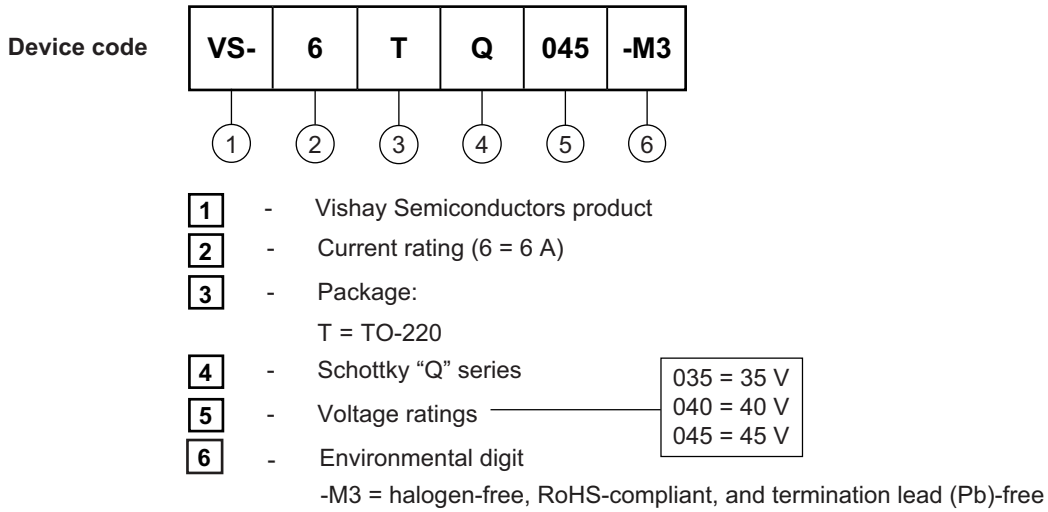 Device code VS- 6 T Q 045 -M3
1 2 3 4 5 6
1 - Vishay Semiconductors product
2 - Current rating (6 = 6 A)
3 - Package:
T = TO-220
4 - Schottky “Q” series
5 - Voltage ratings
035 = 35 V
040 = 40 V
045 = 45 V
6 - Environmental digit
-M3 = halogen-free, RoHS-compliant, and termination lead (Pb)-free